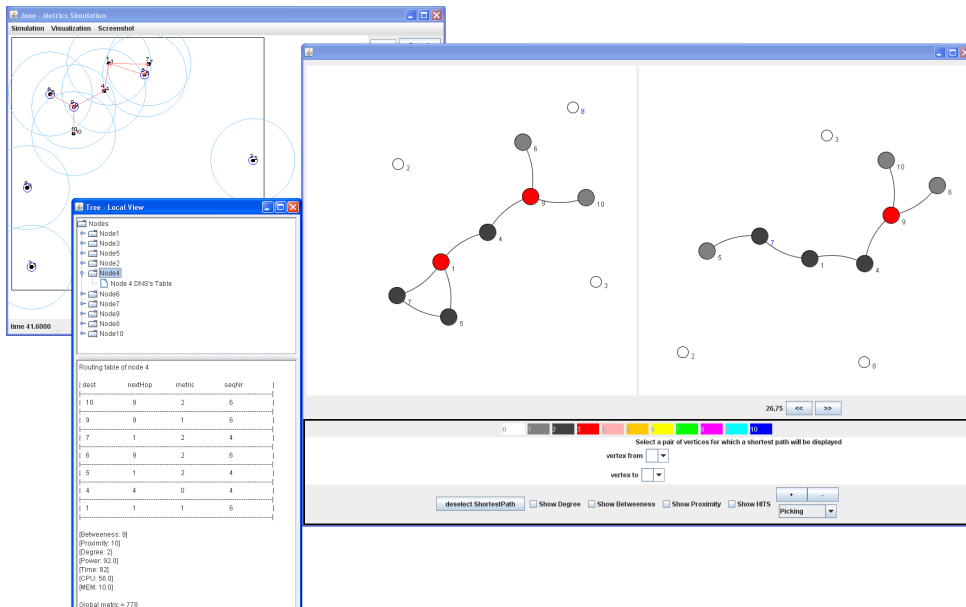 Jane - Metrics Simulation
Simulation Visualization Screenshot
time 41.6000
Tree - Local View
Nodes
Node1
Node3
Node5
Node2
Node4
Node 4 DNS's Table
Node6
Node7
Node9
Node8
Node10
Routing table of node 4
| dest nextHop metric seqNr |
| 10 9 2 6 |
| 9 9 1 6 |
| 7 1 2 4 |
| 6 9 2 6 |
| 5 1 2 4 |
| 4 4 0 4 |
| 1 1 1 6 |
[Betweeness: 9]
[Proximity: 10]
[Degree: 2]
[Power: 92.0]
[Time: 82]
[CPU: 56.0]
[MEM: 10.0]
Global metric = 778
8
6
2
9
10
4
1
3
7
5
3
10
6
9
7
5
1
4
2
8
26,75 << >>
0 1 2 3 10
Select a pair of vertices for which a shortest path will be displayed
vertex from
vertex to
deselect ShortestPath Show Degree Show Betweeness Show Proximity Show HITS
+ -
Picking